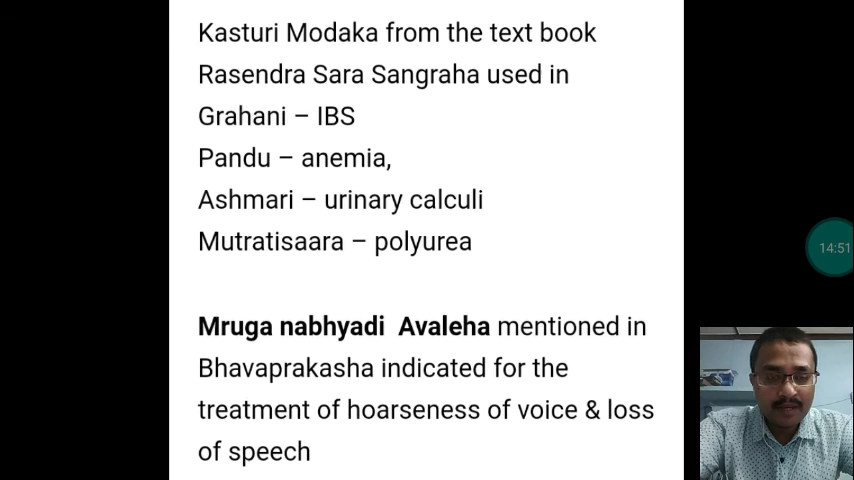 Kasturi Modaka from the text book
Rasendra Sara Sangraha used in
Grahani – IBS
Pandu – anemia,
Ashmari – urinary calculi
Mutratisaara – polyurea
Mruga nabhyadi Avaleha mentioned in
Bhavaprakasha indicated for the
treatment of hoarseness of voice & loss
of speech
14:51